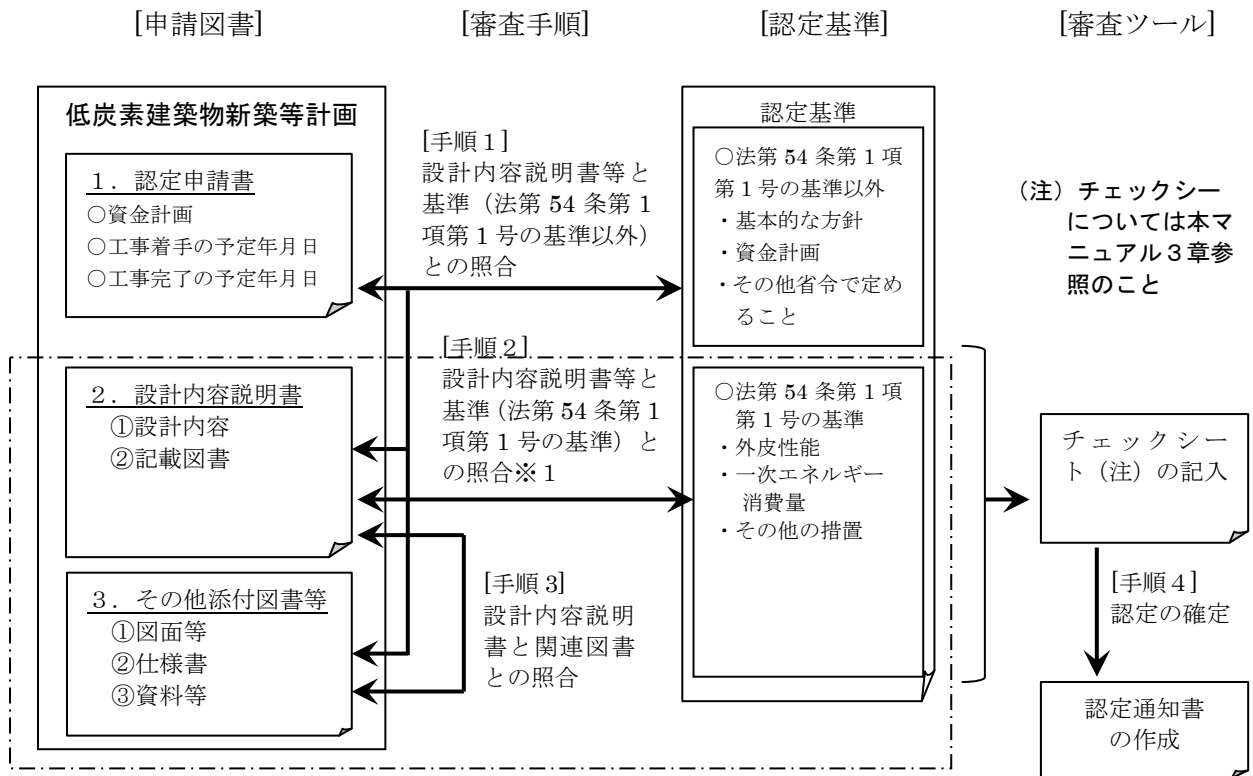 [申請図書]
[審査手順]
[認定基準]
[審査ツール]
低炭素建築物新築等計画
1．認定申請書
○資金計画
○工事着手の予定年月日
○工事完了の予定年月日
2．設計内容説明書
①設計内容
②記載図書
3．その他添付図書等
①図面等
②仕様書
③資料等
[手順１]
設計内容説明書等と
基準（法第 54 条第 1
項第 1 号の基準以外）
との照合
[手順２]
設計内容説明書等と
基準（法第 54 条第 1
項第 1 号の基準）と
の照合※１
[手順 3]
設計内容説明
書と関連図書
との照合
認定基準
○法第 54 条第 1 項
第 1 号の基準以外
・基本的な方針
・資金計画
・その他省令で定め
ること
○法第 54 条第 1 項
第 1 号の基準
・外皮性能
・一次エネルギー
消費量
・その他の措置
（注）チェックシー
については本マ
ニュアル３章参
照のこと
チェックシー
ト（注）の記入
[手順４]
認定の確定
認定通知書
の作成